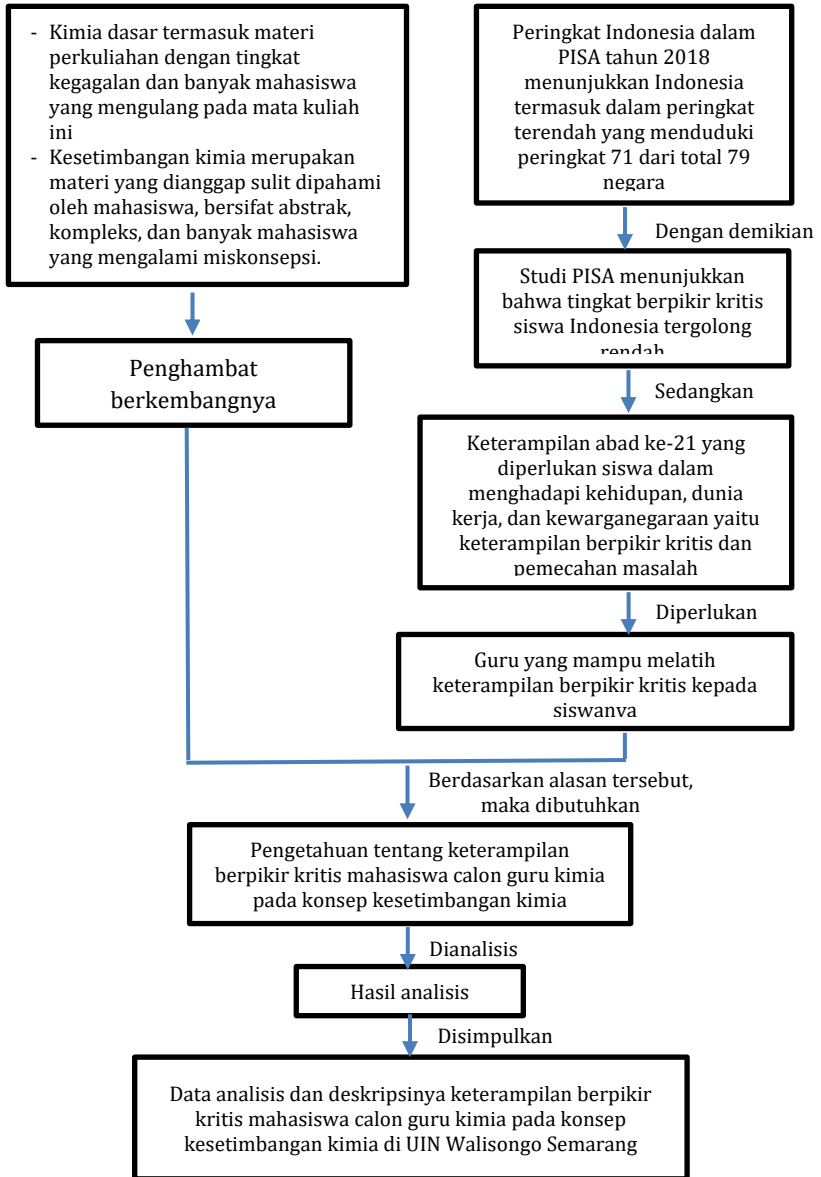 - Kimia dasar termasuk materi
perkuliahan dengan tingkat
kegagalan dan banyak mahasiswa
yang mengulang pada mata kuliah
ini
- Kesetimbangan kimia merupakan
materi yang dianggap sulit dipahami
oleh mahasiswa, bersifat abstrak,
kompleks, dan banyak mahasiswa
yang mengalami miskonsepsi.
Penghambat
berkembangnya
Peringkat Indonesia dalam
PISA tahun 2018
menunjukkan Indonesia
termasuk dalam peringkat
terendah yang menduduki
peringkat 71 dari total 79
negara
Dengan demikian
Studi PISA menunjukkan
bahwa tingkat berpikir kritis
siswa Indonesia tergolong
rendah
Sedangkan
Keterampilan abad ke-21 yang
diperlukan siswa dalam
menghadapi kehidupan, dunia
kerja, dan kewarganegaraan yaitu
keterampilan berpikir kritis dan
pemecahan masalah
Diperlukan
Guru yang mampu melatih
keterampilan berpikir kritis kepada
siswanya
Berdasarkan alasan tersebut,
maka dibutuhkan
Pengetahuan tentang keterampilan
berpikir kritis mahasiswa calon guru kimia
pada konsep kesetimbangan kimia
Dianalisis
Hasil analisis
Disimpulkan
Data analisis dan deskripsinya keterampilan berpikir
kritis mahasiswa calon guru kimia pada konsep
kesetimbangan kimia di UIN Walisongo Semarang